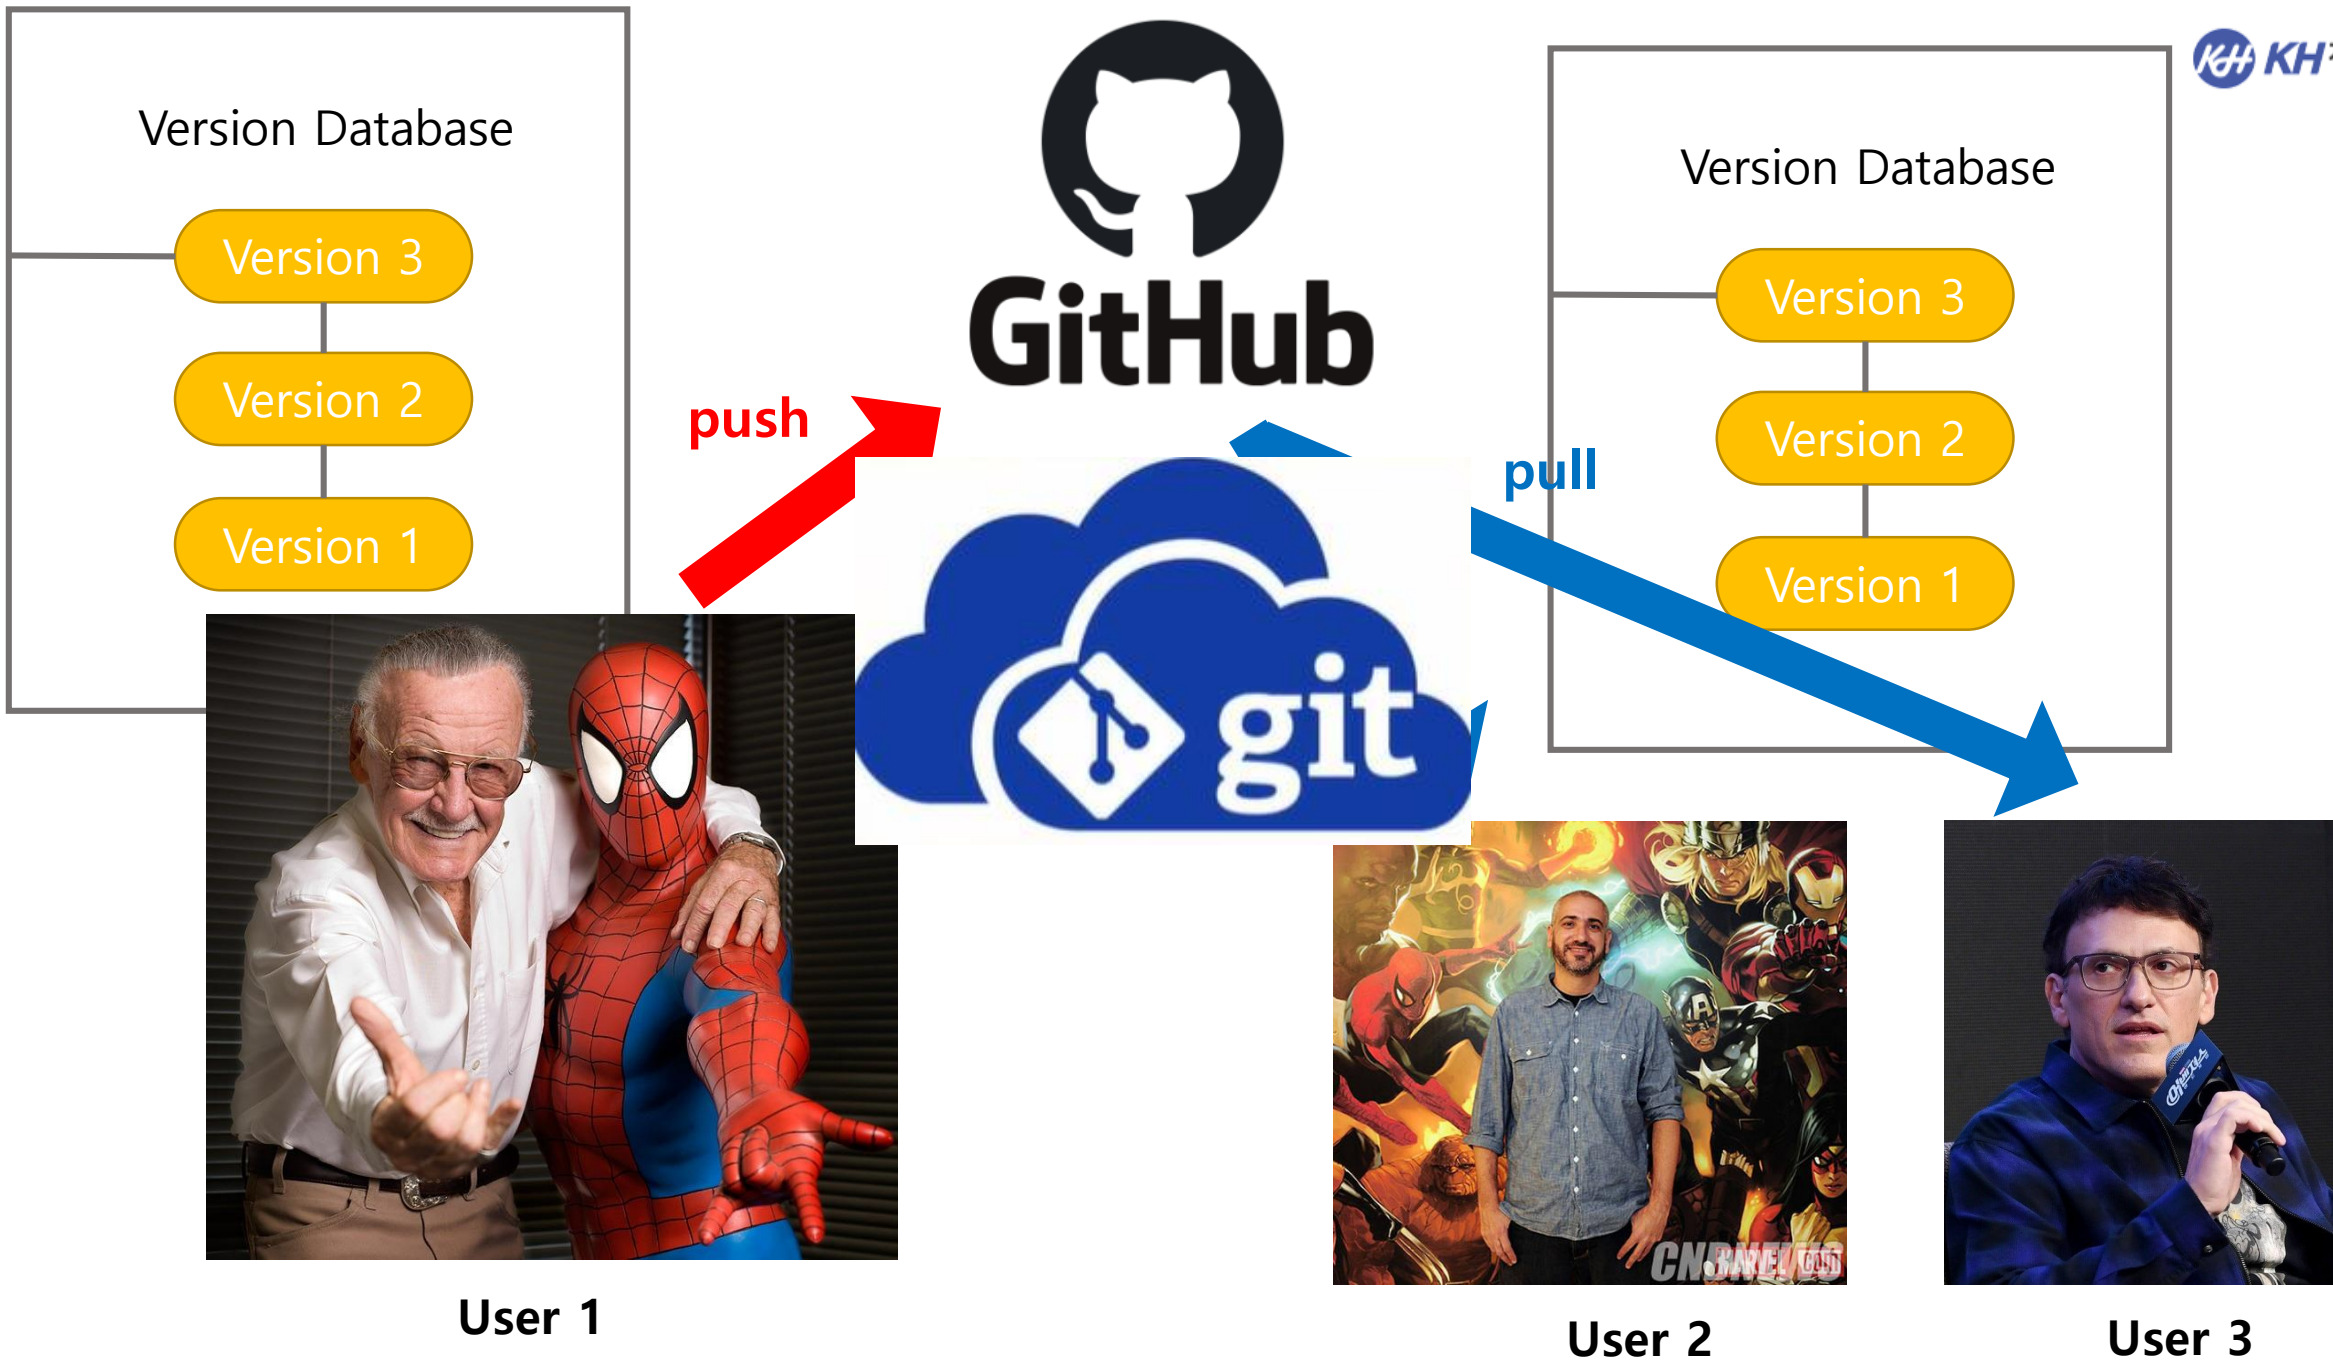 Version Database
Version 3
Version 2
Version 1
GitHub
push
pull
git
Version Database
Version 3
Version 2
Version 1
KH
User 1
User 2
User 3